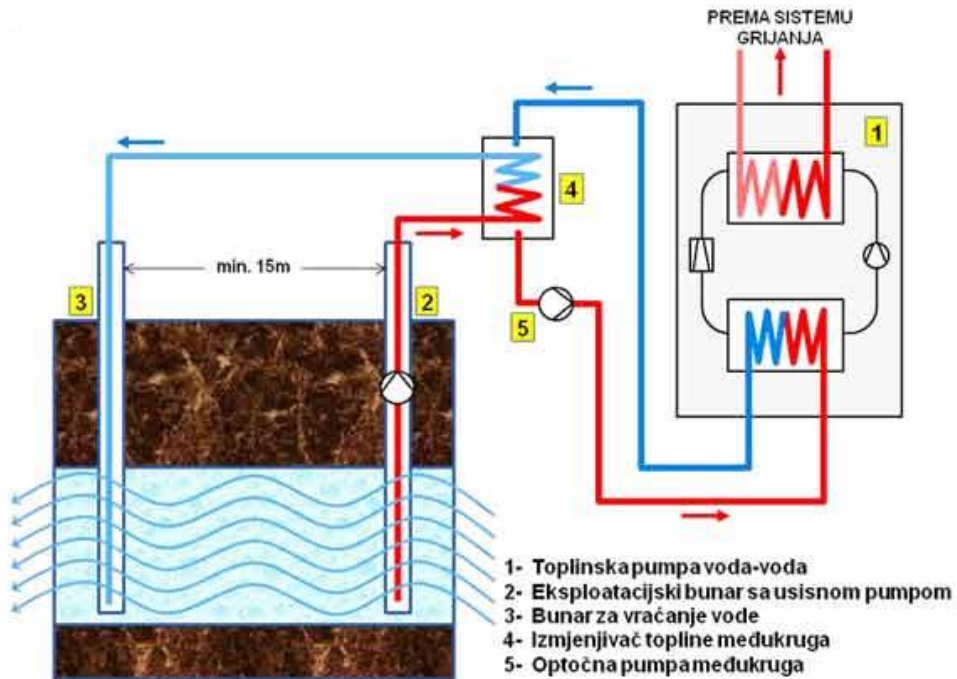 PREMA SISTEMU
GRIJANJA
1
4
min. 15m
3
2
5
1- Toplinska pumpa voda-voda
2- Eksploatacijski bunar sa usisnom pumpom
3- Bunar za vraćanje vode
4- Izmjenjivač topline međukruga
5- Optočna pumpa međukruga